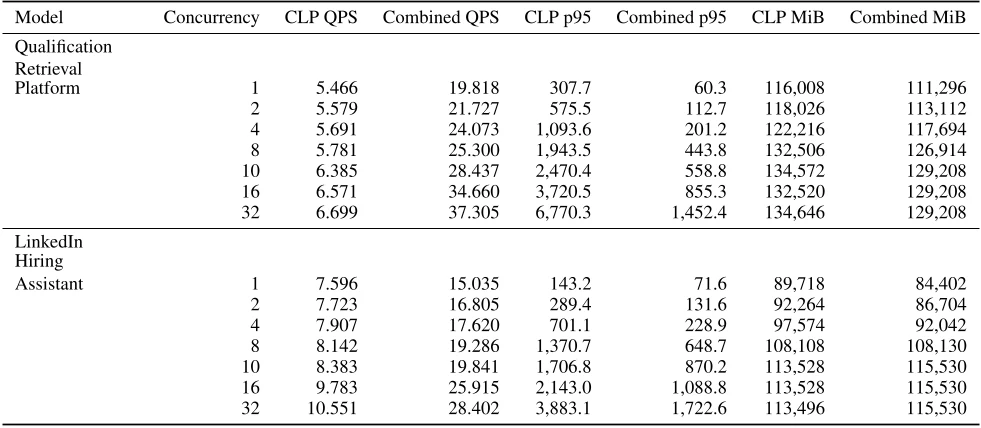 Model Concurrency CLP QPS Combined QPS CLP p95 Combined p95 CLP MiB Combined MiB
Qualification
Retrieval
Platform 1 5.466 19.818 307.7 60.3 116,008 111,296
2 5.579 21.727 575.5 112.7 118,026 113,112
4 5.691 24.073 1,093.6 201.2 122,216 117,694
8 5.781 25.300 1,943.5 443.8 132,506 126,914
10 6.385 28.437 2,470.4 558.8 134,572 129,208
16 6.571 34.660 3,720.5 855.3 132,520 129,208
32 6.699 37.305 6,770.3 1,452.4 134,646 129,208
LinkedIn
Hiring
Assistant 1 7.596 15.035 143.2 71.6 89,718 84,402
2 7.723 16.805 289.4 131.6 92,264 86,704
4 7.907 17.620 701.1 228.9 97,574 92,042
8 8.142 19.286 1,370.7 648.7 108,108 108,130
10 8.383 19.841 1,706.8 870.2 113,528 115,530
16 9.783 25.915 2,143.0 1,088.8 113,528 115,530
32 10.551 28.402 3,883.1 1,722.6 113,496 115,530